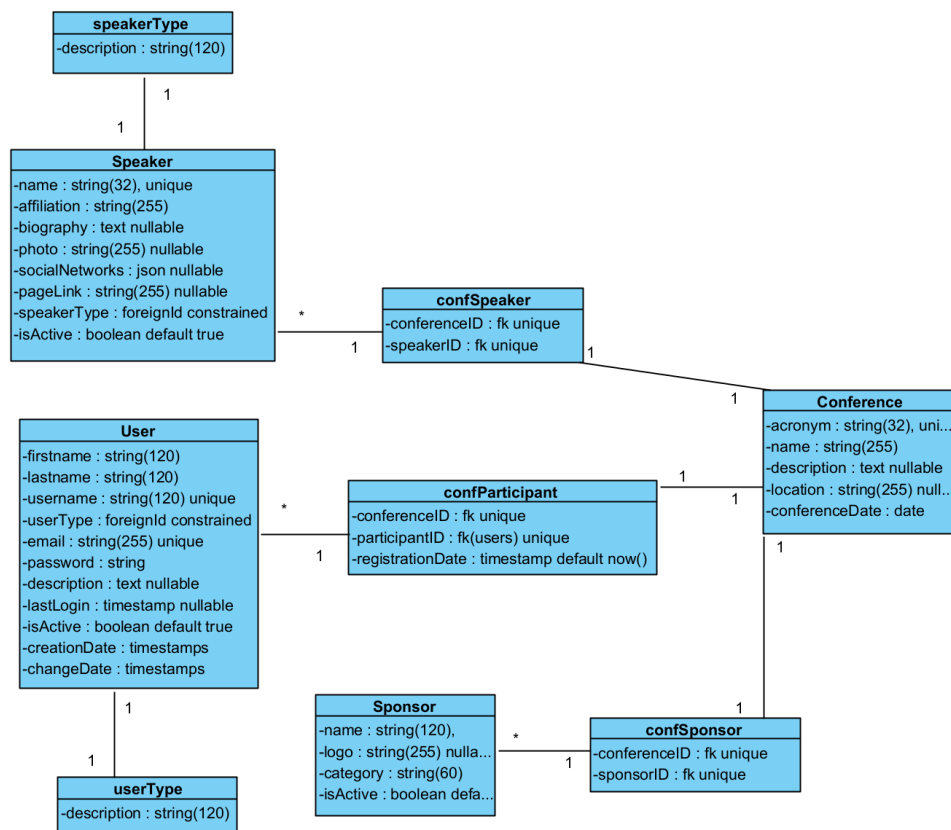 speakerType
-description : string(120)
1
1
Speaker
-name : string(32), unique
-affiliation : string(255)
-biography : text nullable
-photo : string(255) nullable
-socialNetworks : json nullable
-pageLink : string(255) nullable
-speakerType : foreignId constrained
-isActive : boolean default true
*
1
confSpeaker
-conferenceID : fk unique
-speakerID : fk unique
1
1
Conference
-acronym : string(32), uni...
-name : string(255)
-description : text nullable
-location : string(255) null...
-conferenceDate : date
User
-firstname : string(120)
-lastname : string(120)
-username : string(120) unique
-userType : foreignId constrained
-email : string(255) unique
-password : string
-description : text nullable
-lastLogin : timestamp nullable
-isActive : boolean default true
-creationDate : timestamps
-changeDate : timestamps
*
1
confParticipant
-conferenceID : fk unique
-participantID : fk(users) unique
-registrationDate : timestamp default now()
1
1
1
1
1
1
userType
-description : string(120)
Sponsor
-name : string(120),
-logo : string(255) nulla...
-category : string(60)
-isActive : boolean defa...
*
1
confSponsor
-conferenceID : fk unique
-sponsorID : fk unique